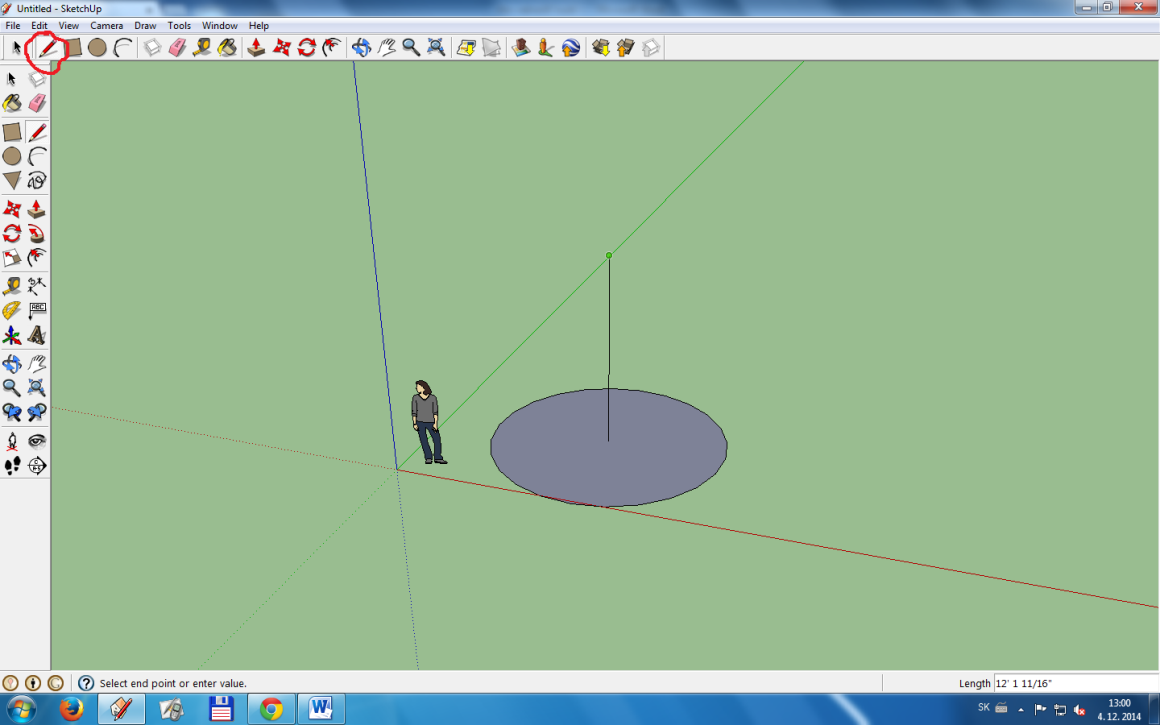 Untitled - SketchUp
File Edit View Camera Draw Tools Window Help
ABC
Select end point or enter value.
Length 12' 1 11/16"
SK
13:00
4. 12. 2014